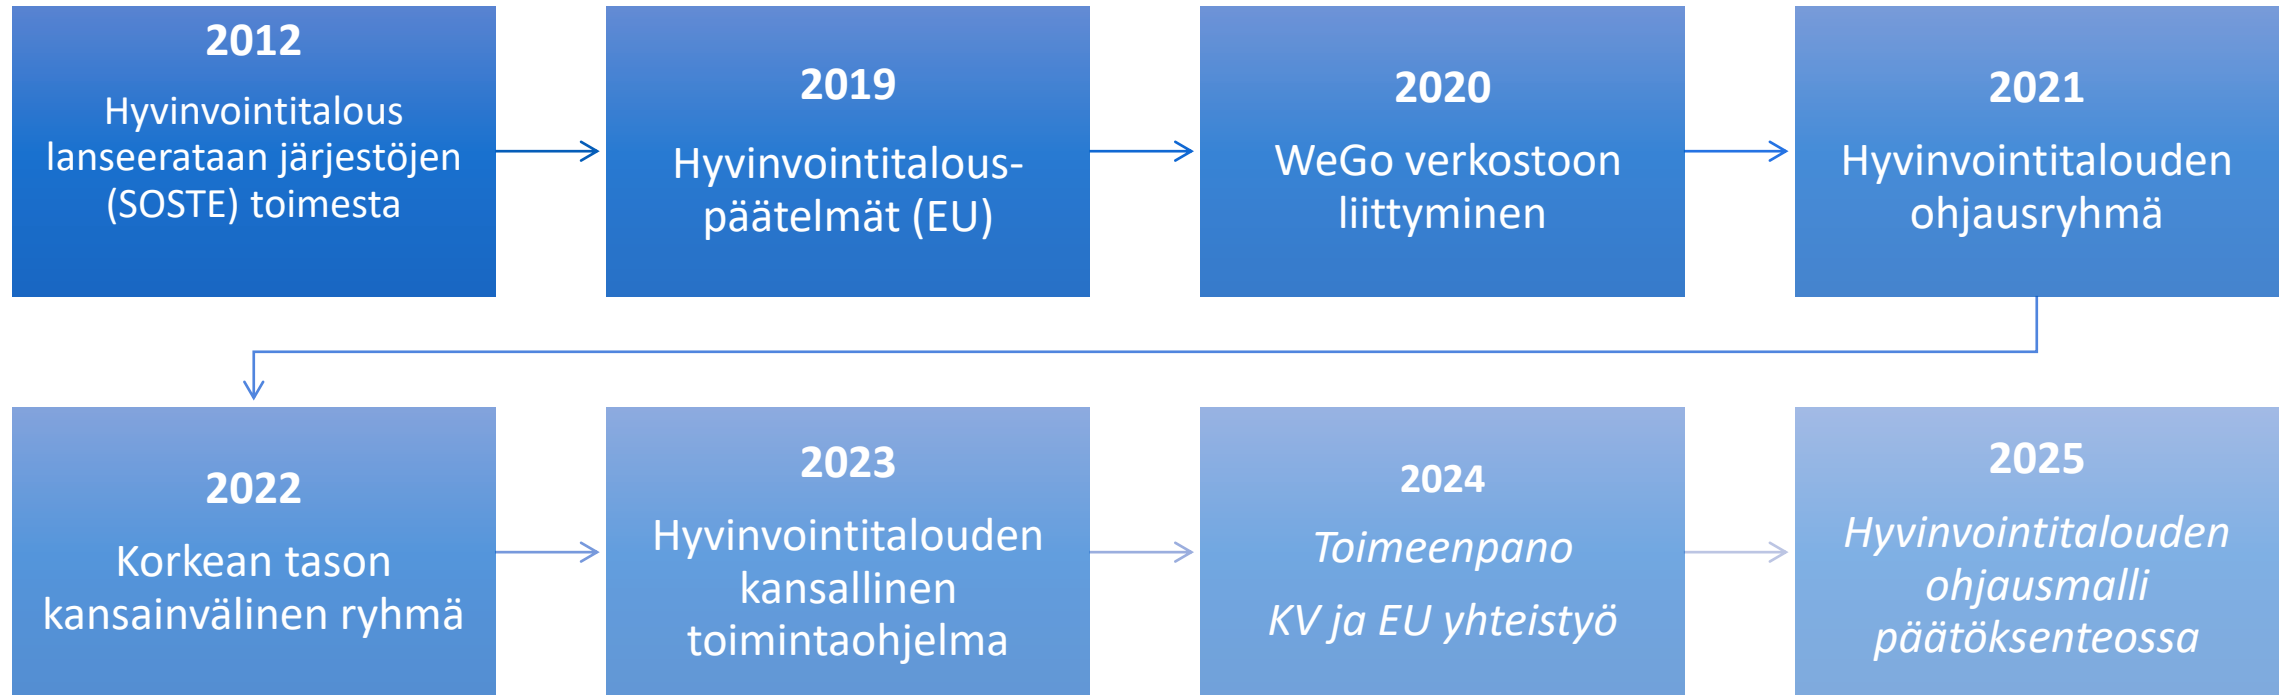 2012
Hyvinvointitalous
lanseerataan järjestöjen
(SOSTE) toimesta
2019
Hyvinvointitalous-
päätelmät (EU)
2020
WeGo verkostoon
liittyminen
2021
Hyvinvointitalouden
ohjausryhmä
2022
Korkean tason
kansainvälinen ryhmä
2023
Hyvinvointitalouden
kansallinen
toimintaohjelma
2024
Toimeenpano
KV ja EU yhteistyö
2025
Hyvinvointitalouden
ohjausmalli
päätöksenteossa